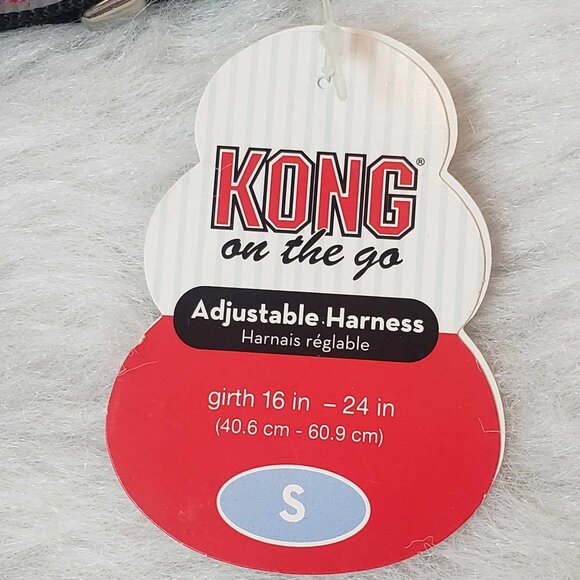 KONG®
on the go
Adjustable Harness
Harnais réglable
girth 16 in – 24 in
(40.6 cm - 60.9 cm)
S